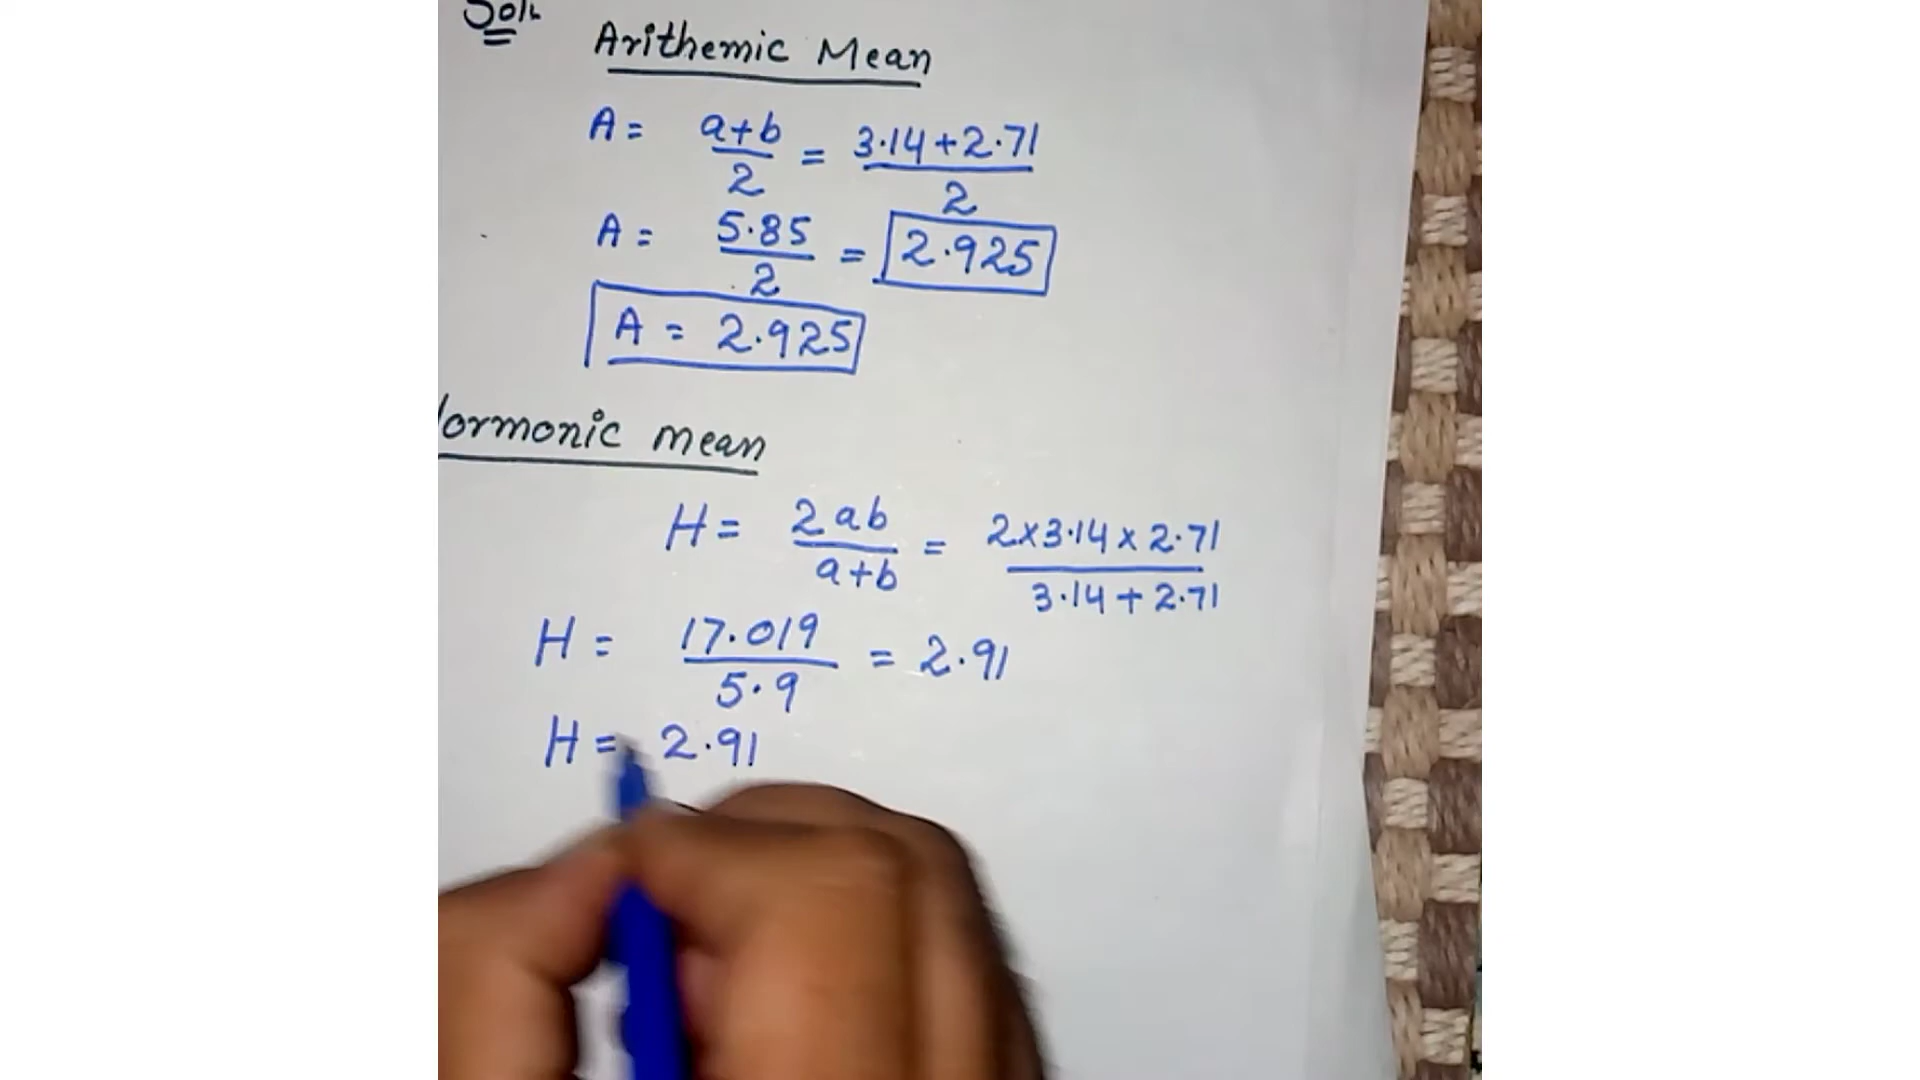 Soln
Arithemic Mean
A = a+b/2 = 3.14+2.71/2
A = 5.85/2 = 2.925
A = 2.925
ormonic mean
H = 2ab/a+b = 2x3.14x2.71/3.14+2.71
H = 17.019/5.9 = 2.91
H = 2.91